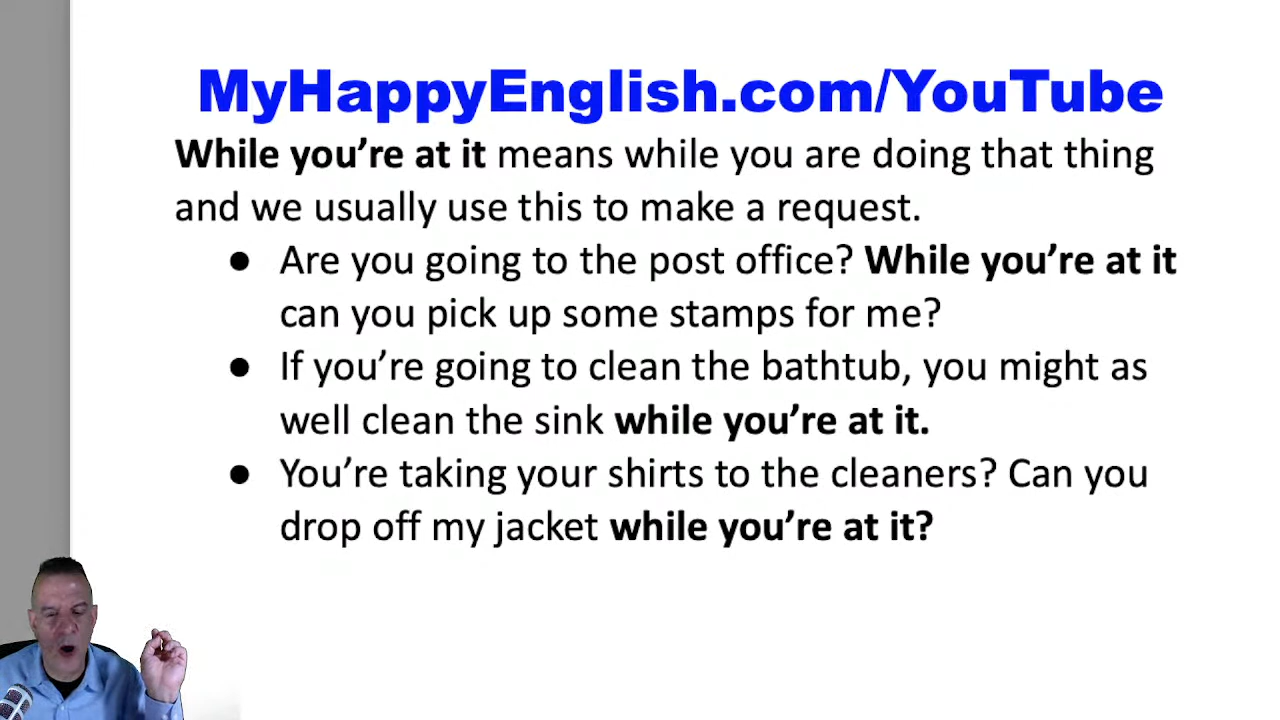 MyHappyEnglish.com/YouTube
While you’re at it means while you are doing that thing
and we usually use this to make a request.
● Are you going to the post office? While you’re at it
can you pick up some stamps for me?
● If you’re going to clean the bathtub, you might as
well clean the sink while you’re at it.
● You’re taking your shirts to the cleaners? Can you
drop off my jacket while you’re at it?